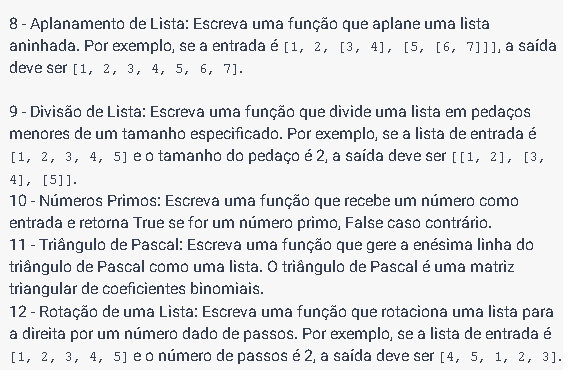 8 - Aplanamento de Lista: Escreva uma função que aplane uma lista
aninhada. Por exemplo, se a entrada é [1, 2, [3, 4], [5, [6, 7]]], a saída
deve ser [1, 2, 3, 4, 5, 6, 7].
9 - Divisão de Lista: Escreva uma função que divide uma lista em pedaços
menores de um tamanho especificado. Por exemplo, se a lista de entrada é
[1, 2, 3, 4, 5] e o tamanho do pedaço é 2, a saída deve ser [[1, 2], [3,
4], [5]].
10 - Números Primos: Escreva uma função que recebe um número como
entrada e retorna True se for um número primo, False caso contrário.
11 - Triângulo de Pascal: Escreva uma função que gere a enésima linha do
triângulo de Pascal como uma lista. O triângulo de Pascal é uma matriz
triangular de coeficientes binomiais.
12 - Rotação de uma Lista: Escreva uma função que rotaciona uma lista para
a direita por um número dado de passos. Por exemplo, se a lista de entrada é
[1, 2, 3, 4, 5] e o número de passos é 2, a saída deve ser [4, 5, 1, 2, 3].